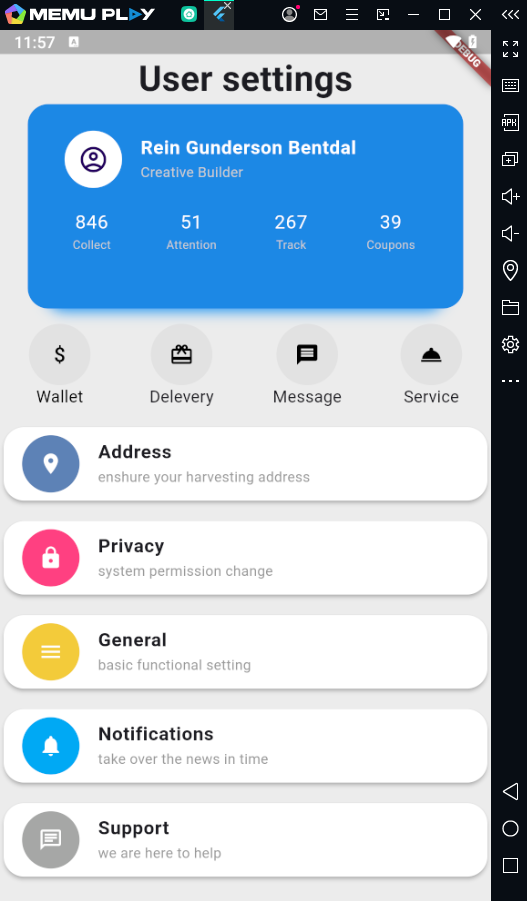 MEMU PLAY
11:57
A
DEBUG
User settings
Rein Gunderson Bentdal
Creative Builder
846 51 267 39
Collect Attention Track Coupons
$
Wallet Delevery Message Service
Address
enshure your harvesting address
Privacy
system permission change
General
basic functional setting
Notifications
take over the news in time
Support
we are here to help
APK